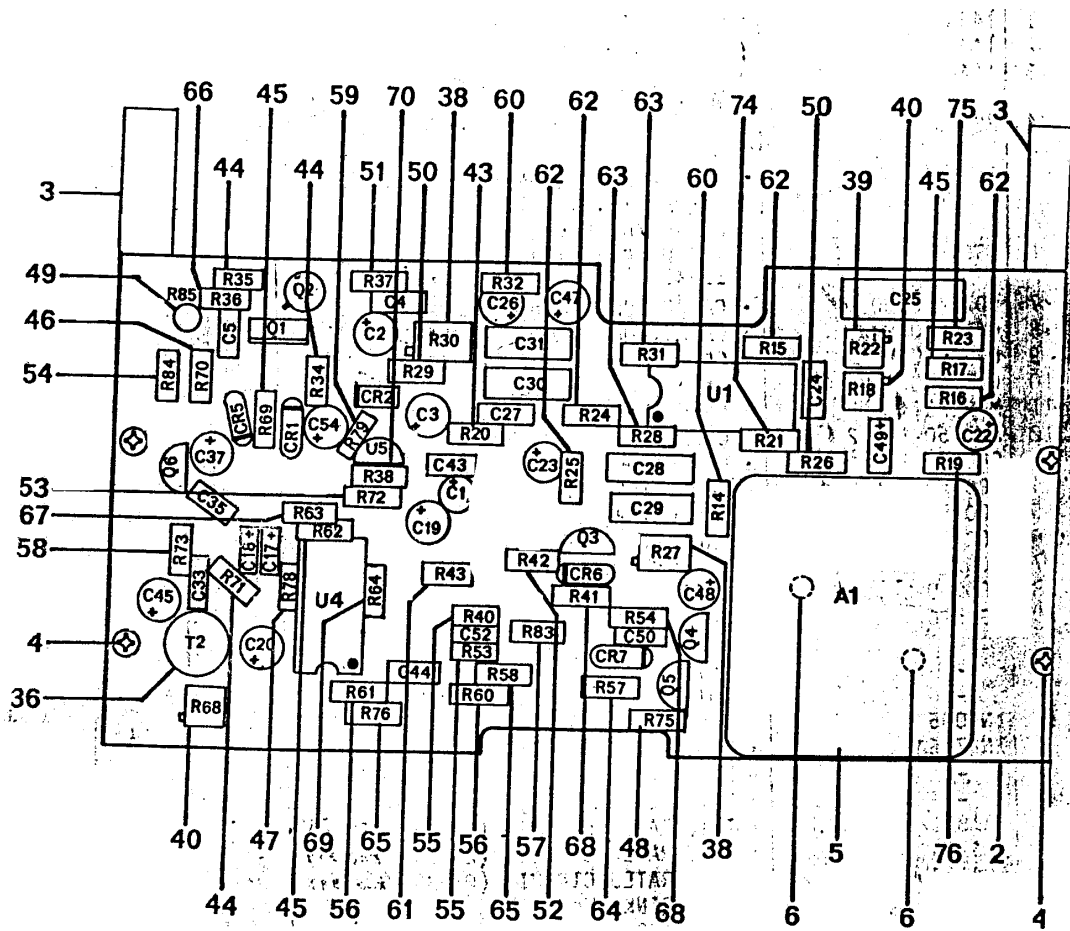 66 45 59 70 38 60 62 63 74 50 40 75 3
44 44 51 50 43 62 63 60 62 39 45 62
3
49
46
54
53
67
58
4
36
R35 R37 R32
R85 R36 Q2 C4 C26 C47 C25
C5 Q1 C2 R30 C31 R31 R15 R22 R23
R84 R70 R34 R29 C30 U1 C24 R18 R17
CR5 R69 CR1 CR2 R16
C54 R79 C3 C27 R24 C49+ C22
R20 R28 R21
Q6 C37 U5 C43 C23 R25 C28 R26 R19
R38
C35 R72 C1 C29 R14
R63 C19
R62 Q3
R73 C16+ C17+ R42 R27
C33 R71 R78 U4 R64 R43 CR6 C48
C45 R41 A1
R40 R54
T2 C20 C52 R83 C50 Q4
R53 CR7
C44 R58
R68 R61 R60 R57 Q5
R76 R75
40 47 69 65 55 56 57 68 48 38 5 76 2
44 45 56 61 55 65 52 64 68 6 6 4